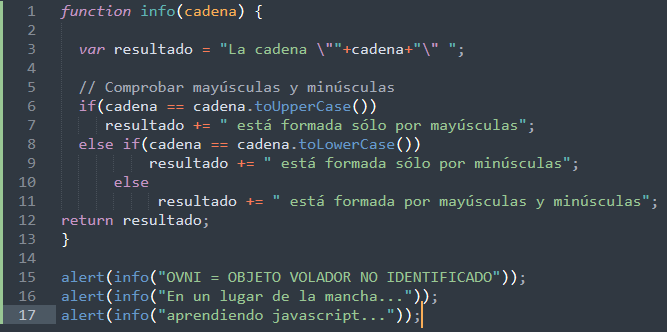 1 function info(cadena) {
2
3 var resultado = "La cadena \""+cadena+"\" ";
4
5 // Comprobar mayúsculas y minúsculas
6 if(cadena == cadena.toUpperCase())
7 resultado += " está formada sólo por mayúsculas";
8 else if(cadena == cadena.toLowerCase())
9 resultado += " está formada sólo por minúsculas";
10 else
11 resultado += " está formada por mayúsculas y minúsculas";
12 return resultado;
13 }
14
15 alert(info("OVNI = OBJETO VOLADOR NO IDENTIFICADO"));
16 alert(info("En un lugar de la mancha..."));
17 alert(info("aprendiendo javascript..."));